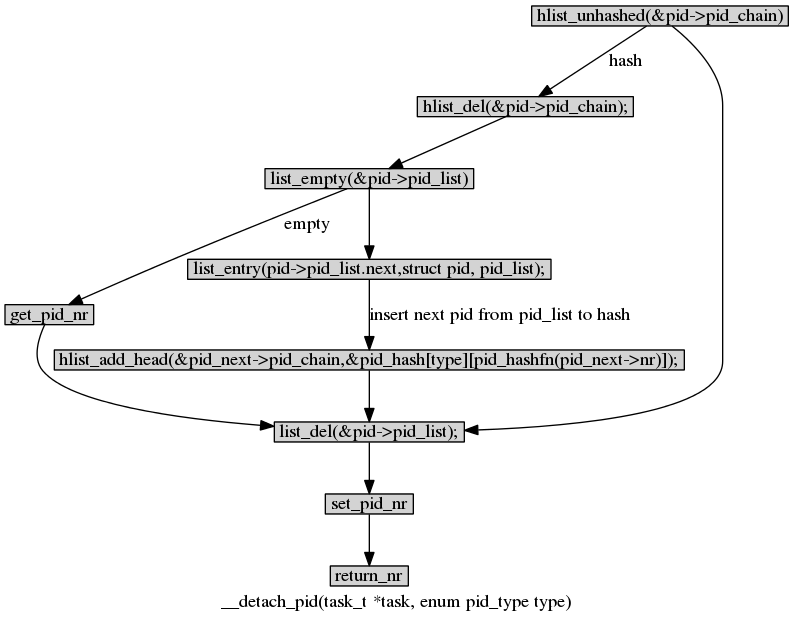 hlist_unhashed(&pid->pid_chain)
hash
hlist_del(&pid->pid_chain);
list_empty(&pid->pid_list)
empty
list_entry(pid->pid_list.next,struct pid, pid_list);
get_pid_nr
insert next pid from pid_list to hash
hlist_add_head(&pid_next->pid_chain,&pid_hash[type][pid_hashfn(pid_next->nr)]);
list_del(&pid->pid_list);
set_pid_nr
return_nr
__detach_pid(task_t *task, enum pid_type type)